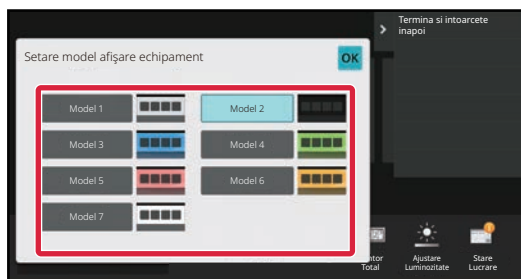 Termina si intoarcete
inapoi
Setare model afişare echipament
OK
Model 1
Model 2
Model 3
Model 4
Model 5
Model 6
Model 7
Total
Ajustare
Luminozitate
Stare
Lucrare